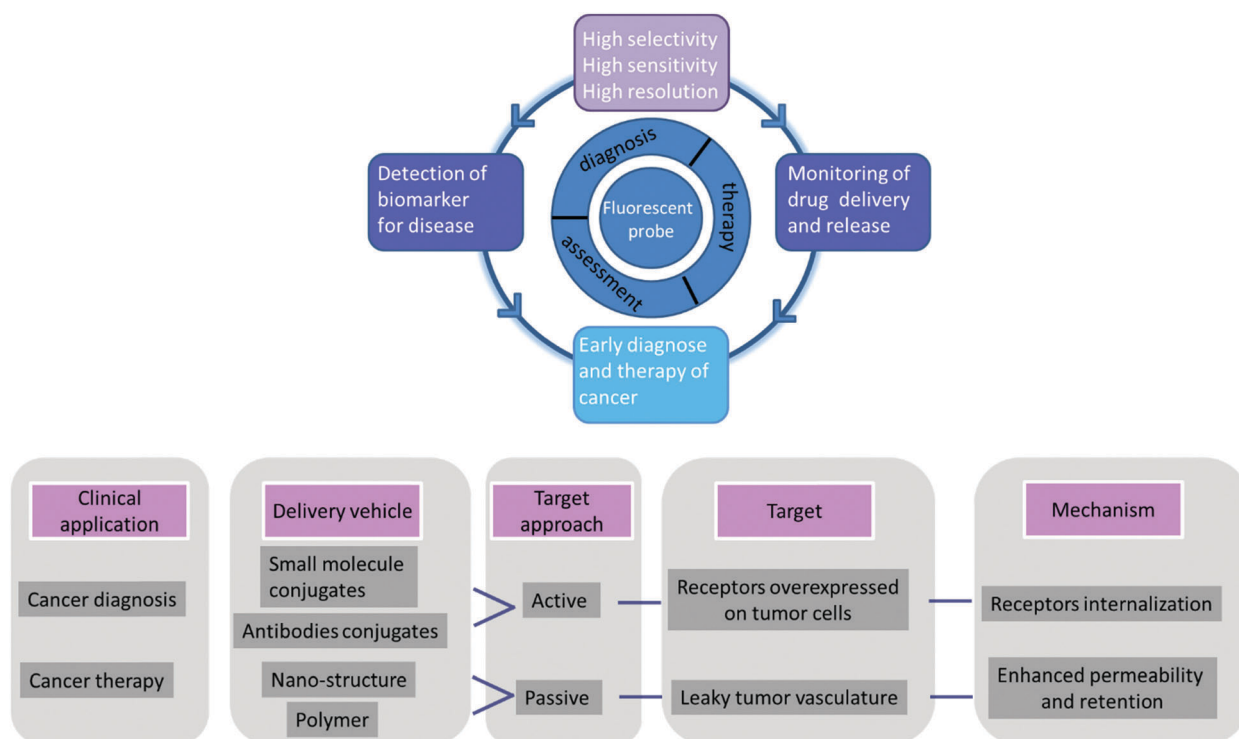 High selectivity
High sensitivity
High resolution
Detection of
biomarker
for disease
diagnosis
therapy
assessment
Fluorescent
probe
Monitoring of
drug delivery
and release
Early diagnose
and therapy of
cancer
Clinical
application
Cancer diagnosis
Cancer therapy
Delivery vehicle
Small molecule
conjugates
Antibodies conjugates
Nano-structure
Polymer
Target
approach
Active
Passive
Target
Receptors overexpressed
on tumor cells
Leaky tumor vasculature
Mechanism
Receptors internalization
Enhanced permeability
and retention